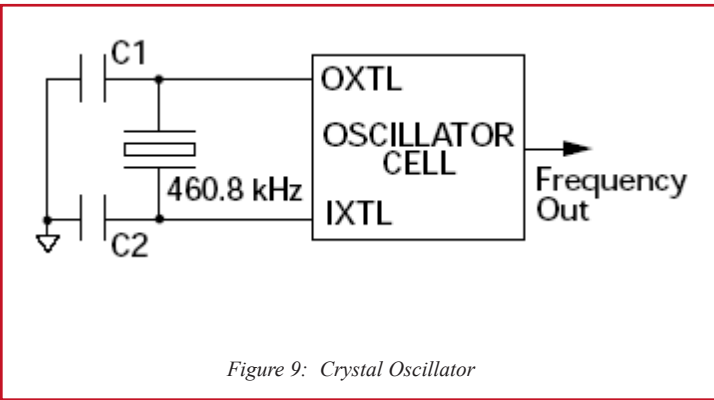 C1
OXTL
OSCILLATOR
CELL
460.8 kHz
Frequency
Out
IXTL
C2
Figure 9: Crystal Oscillator